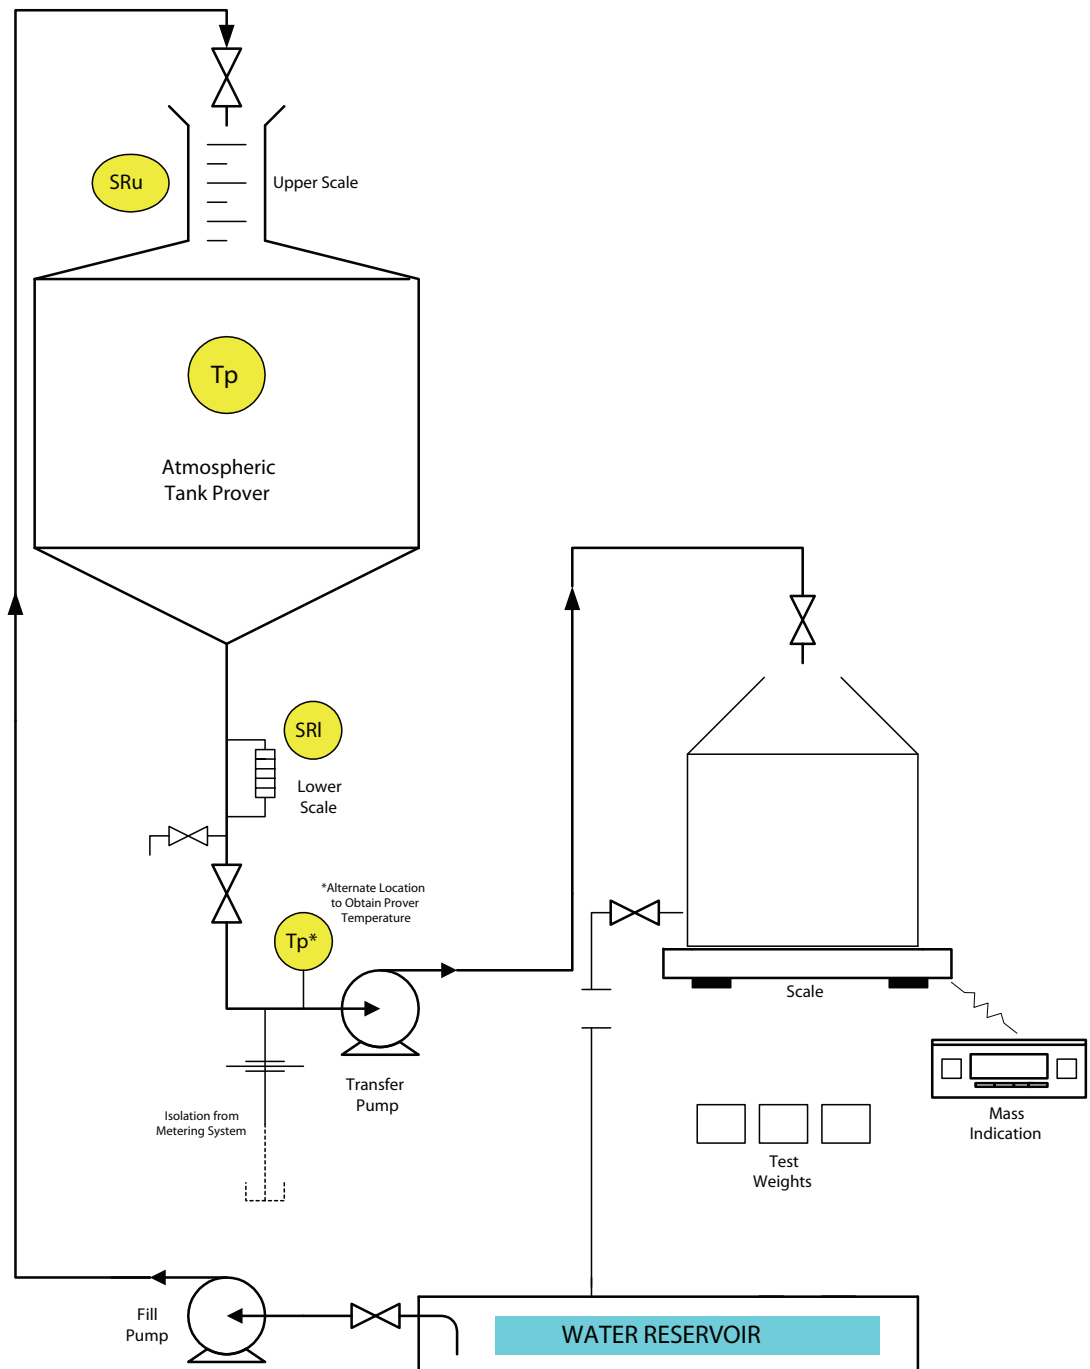 SRu
Upper Scale
Tp
Atmospheric
Tank Prover
SRl
Lower
Scale
*Alternate Location
to Obtain Prover
Temperature
Tp*
Scale
Transfer
Pump
Isolation from
Metering System
Mass
Indication
Test
Weights
Fill
Pump
WATER RESERVOIR